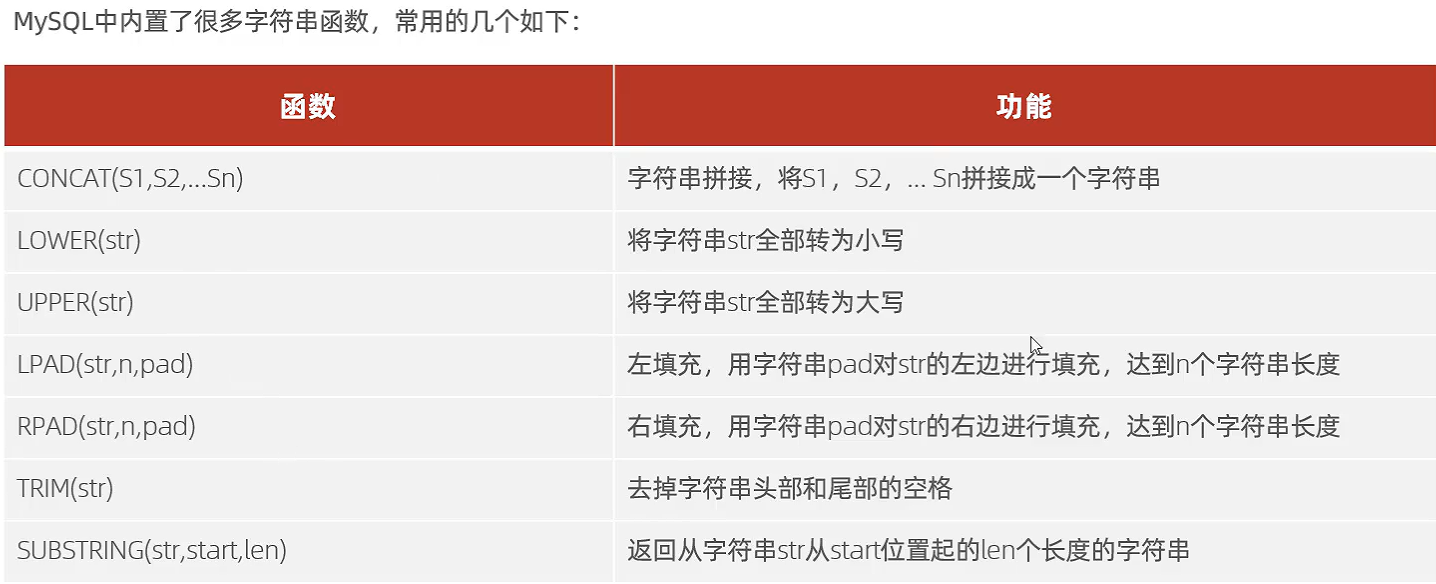 MySQL中内置了很多字符串函数，常用的几个如下：
函数 功能
CONCAT(S1,S2,...Sn) 字符串拼接，将S1，S2，... Sn拼接成一个字符串
LOWER(str) 将字符串str全部转为小写
UPPER(str) 将字符串str全部转为大写
LPAD(str,n,pad) 左填充，用字符串pad对str的左边进行填充，达到n个字符串长度
RPAD(str,n,pad) 右填充，用字符串pad对str的右边进行填充，达到n个字符串长度
TRIM(str) 去掉字符串头部和尾部的空格
SUBSTRING(str,start,len) 返回从字符串str从start位置起的len个长度的字符串